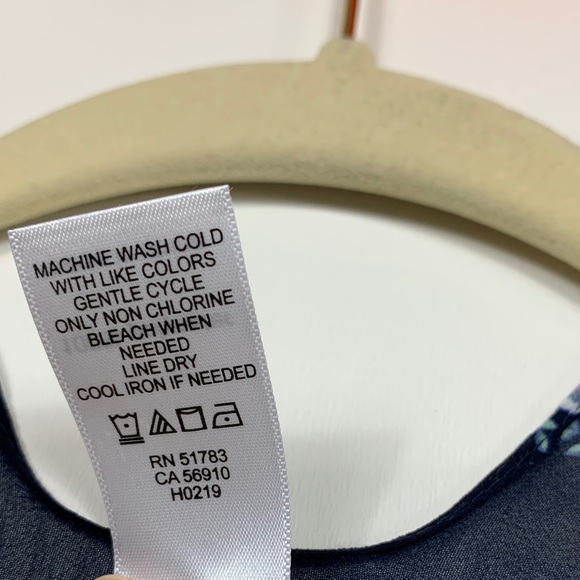 MACHINE WASH COLD
WITH LIKE COLORS
GENTLE CYCLE
ONLY NON CHLORINE
BLEACH WHEN
NEEDED
LINE DRY
COOL IRON IF NEEDED
RN 51783
CA 56910
H0219